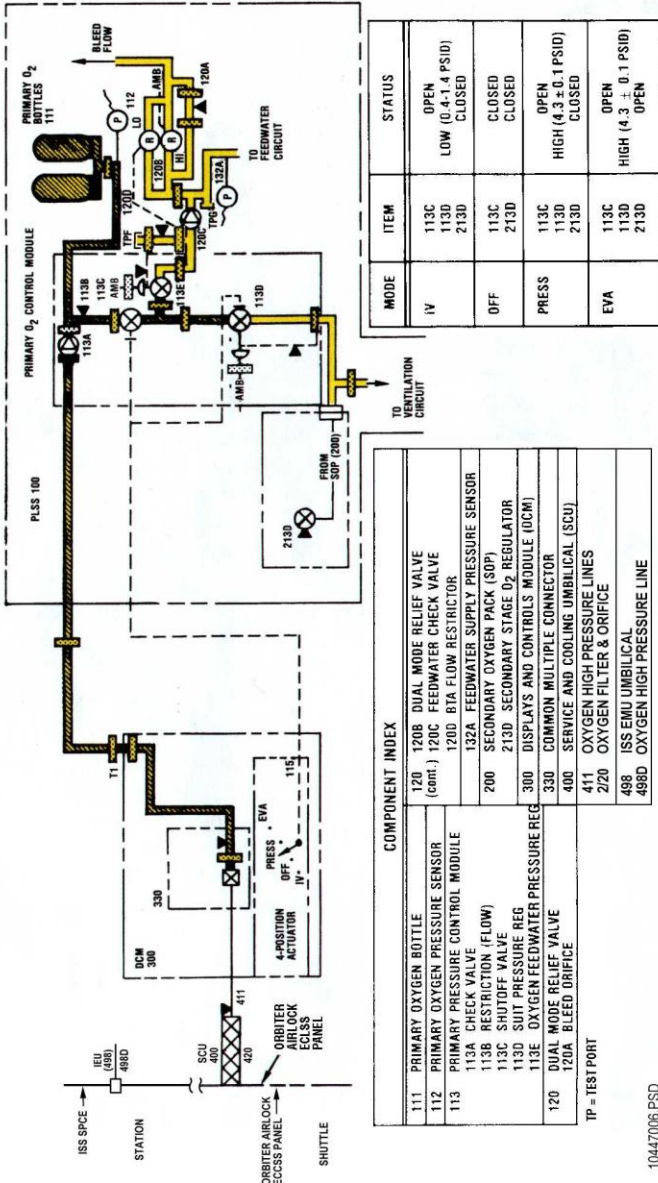 PRIMARY O2
BOTTLES
111
BLEED
FLOW
112
P
LO
AMB
120A
R
R
HI
120B
120D
132A
TO
FEEDWATER
CIRCUIT
P
TPF
TPG
120C
PRIMARY O2 CONTROL MODULE
113A
113B
113C
AMB
113E
113D
AMB
PLSS 100
TO
VENTILATION
CIRCUIT
FROM
SOP (200)
213D
T1
DCM
300
330
115
EVA
PRESS
OFF
IV
4-POSITION
ACTUATOR
411
SCU
400
420
ORBITER
AIRLOCK
ECLSS
PANEL
ISS SPCE
IEU
(498)
498D
STATION
ORBITER AIRLOCK
ECCSS PANEL
SHUTTLE
MODE ITEM STATUS
IV 113C OPEN
113D LOW (0.4-1.4 PSID)
213D CLOSED
OFF 113C CLOSED
213D CLOSED
PRESS 113C OPEN
113D HIGH (4.3 ± 0.1 PSID)
213D CLOSED
EVA 113C OPEN
113D HIGH (4.3 ± 0.1 PSID)
213D OPEN
COMPONENT INDEX
111 PRIMARY OXYGEN BOTTLE
112 PRIMARY OXYGEN PRESSURE SENSOR
113 PRIMARY PRESSURE CONTROL MODULE
113A CHECK VALVE
113B RESTRICTION (FLOW)
113C SHUTOFF VALVE
113D SUIT PRESSURE REG
113E OXYGEN FEEDWATER PRESSURE REG
120 DUAL MODE RELIEF VALVE
120A BLEED ORIFICE
120 120B DUAL MODE RELIEF VALVE
(cont.) 120C FEEDWATER CHECK VALVE
120D BTA FLOW RESTRICTOR
132A FEEDWATER SUPPLY PRESSURE SENSOR
200 SECONDARY OXYGEN PACK (SOP)
213D SECONDARY STAGE O2 REGULATOR
300 DISPLAYS AND CONTROLS MODULE (DCM)
330 COMMON MULTIPLE CONNECTOR
400 SERVICE AND COOLING UMBILICAL (SCU)
411 OXYGEN HIGH PRESSURE LINES
2/20 OXYGEN FILTER & ORIFICE
498 ISS EMU UMBILICAL
498D OXYGEN HIGH PRESSURE LINE
TP = TEST PORT
10447006.PSD